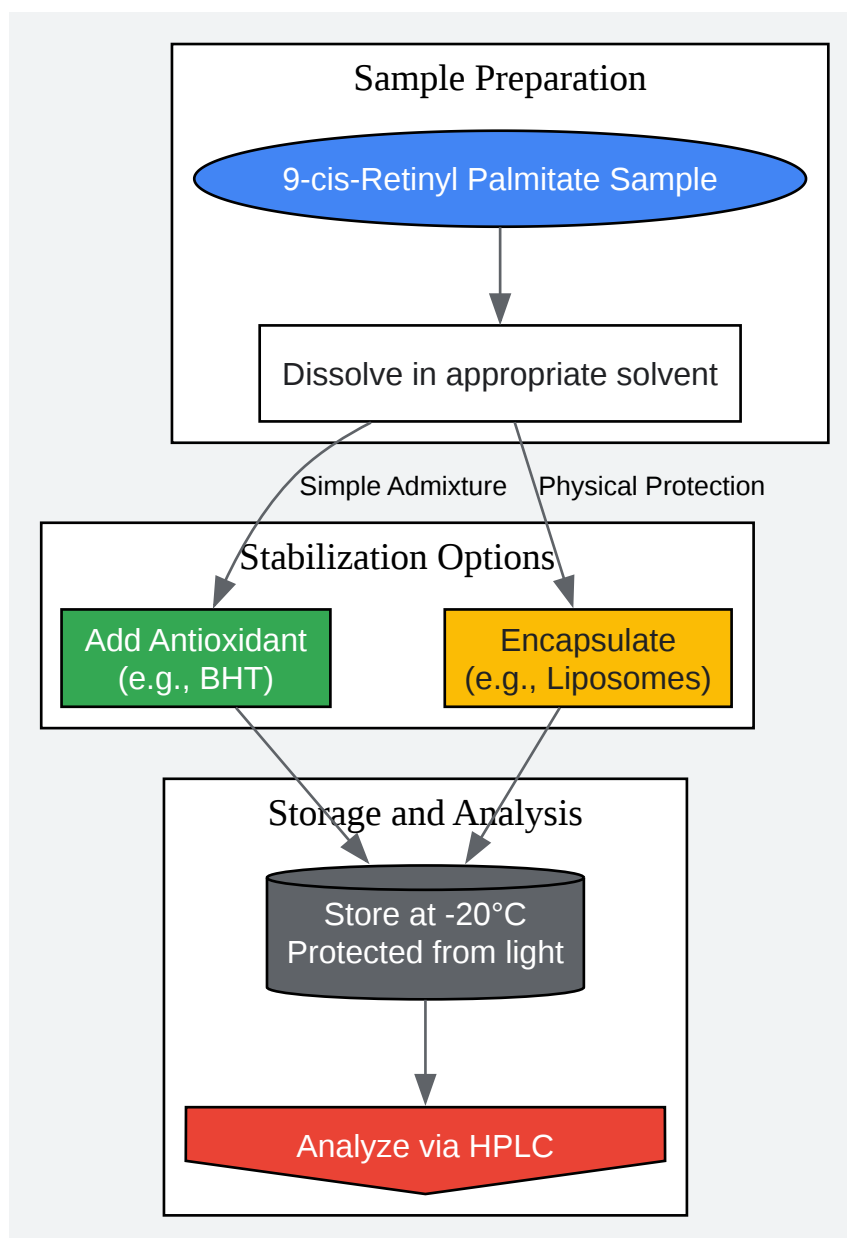 Sample Preparation
9-cis-Retinyl Palmitate Sample
Dissolve in appropriate solvent
Simple Admixture
Physical Protection
Stabilization Options
Add Antioxidant
(e.g., BHT)
Encapsulate
(e.g., Liposomes)
Storage and Analysis
Store at -20°C
Protected from light
Analyze via HPLC